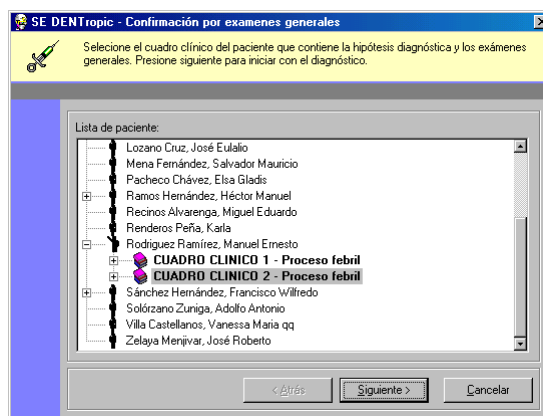 SE DENTropic - Confirmación por examenes generales
Selecione el cuadro clínico del paciente que contiene la hipótesis diagnóstica y los exámenes
generales. Presione siguiente para iniciar con el diagnóstico.
Lista de paciente:
Lozano Cruz, José Eulalio
Mena Fernández, Salvador Mauricio
Pacheco Chávez, Elsa Gladis
Ramos Hernández, Héctor Manuel
Recinos Alvarenga, Miguel Eduardo
Renderos Peña, Karla
Rodriguez Ramírez, Manuel Ernesto
CUADRO CLINICO 1 - Proceso febril
CUADRO CLINICO 2 - Proceso febril
Sánchez Hernández, Francisco Wilfredo
Solórzano Zuniga, Adolfo Antonio
Villa Castellanos, Vanessa Maria qq
Zelaya Menjivar, José Roberto
< Atrás
Siguiente >
Cancelar